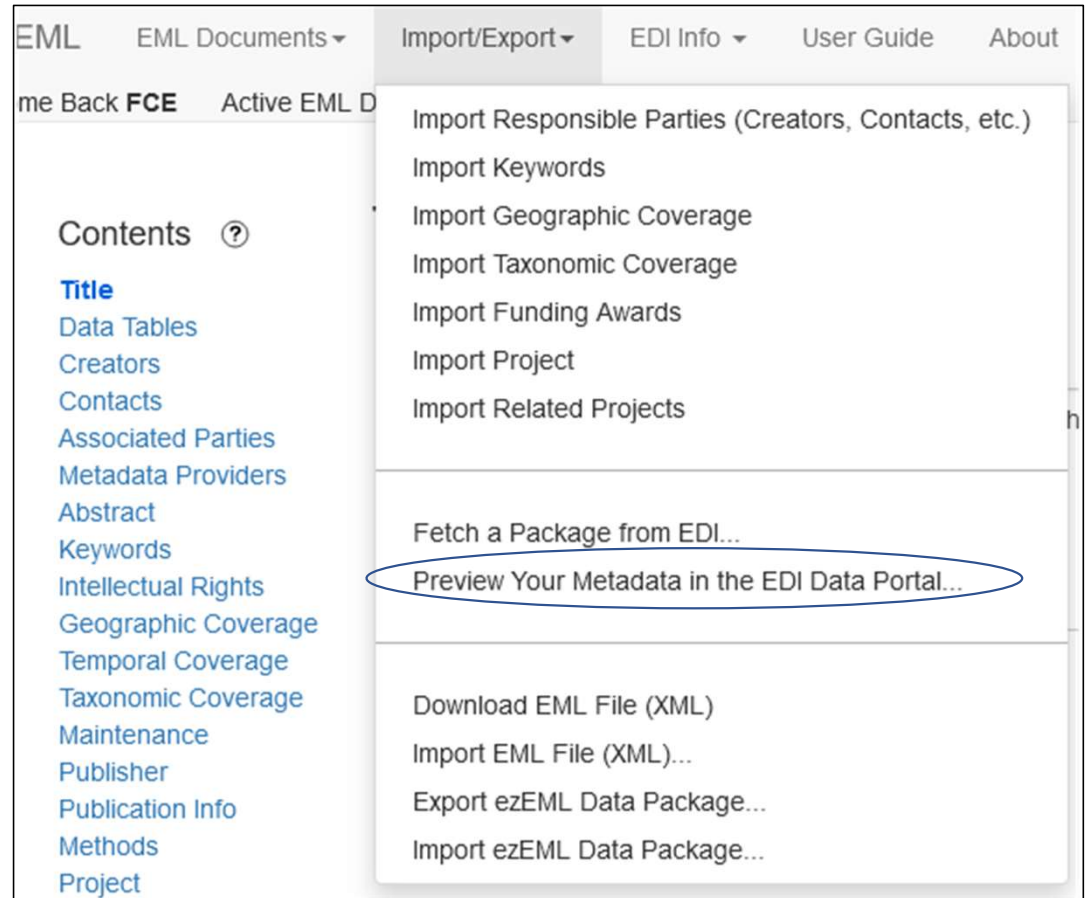 EML EML Documents Import/Export EDI Info User Guide About
me Back FCE Active EML D
Import Responsible Parties (Creators, Contacts, etc.)
Import Keywords
Import Geographic Coverage
Import Taxonomic Coverage
Import Funding Awards
Import Project
Import Related Projects
h
Fetch a Package from EDI...
Preview Your Metadata in the EDI Data Portal...
Download EML File (XML)
Import EML File (XML)...
Export ezEML Data Package...
Import ezEML Data Package...
Contents ?
Title
Data Tables
Creators
Contacts
Associated Parties
Metadata Providers
Abstract
Keywords
Intellectual Rights
Geographic Coverage
Temporal Coverage
Taxonomic Coverage
Maintenance
Publisher
Publication Info
Methods
Project